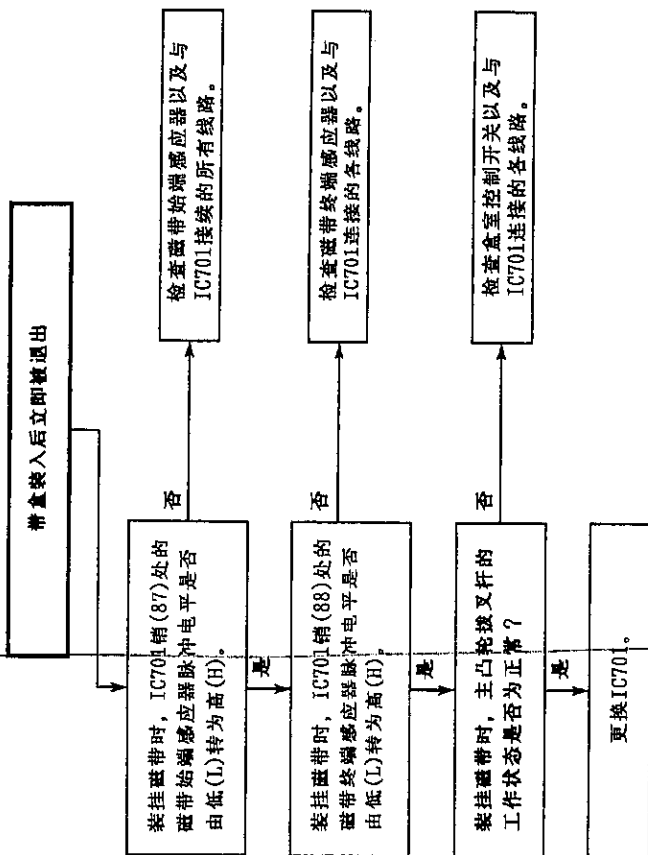 带盒装入后立即被退出
装挂磁带时，IC701销(87)处的
磁带始端感应器脉冲电平是否
由低(L)转为高(H)。
否
检查磁带始端感应器以及与
IC701接续的所有线路。
是
装挂磁带时，IC701销(88)处的
磁带终端感应器脉冲电平是否
由低(L)转为高(H)。
否
检查磁带终端感应器以及与
IC701连接的各线路。
是
装挂磁带时，主凸轮拨叉杆的
工作状态是否为正常？
否
检查盒室控制开关以及与
IC701连接的各线路。
是
更换IC701。